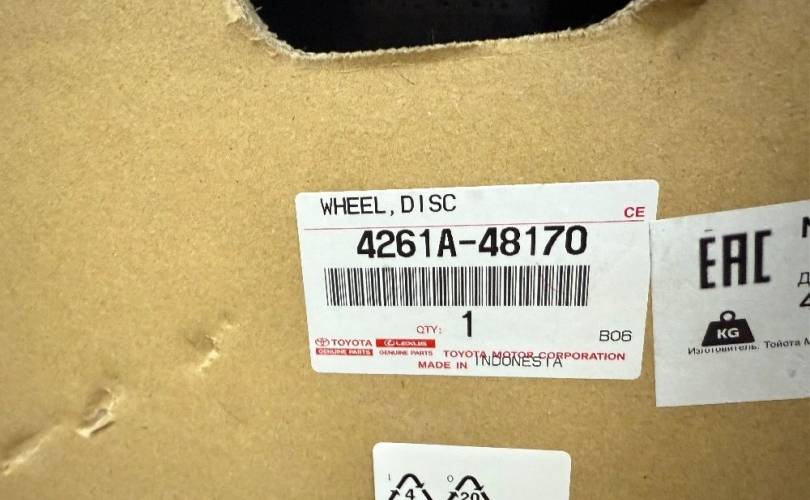 WHEEL,DISC
CE
4261A-48170
QTY: 1
B06
TOYOTA LEXUS
GENUINE PARTS GENUINE PARTS TOYOTA MOTOR CORPORATION
MADE IN INDONESIA
EAC
KG
Изготовитель: Тойота М
4 20